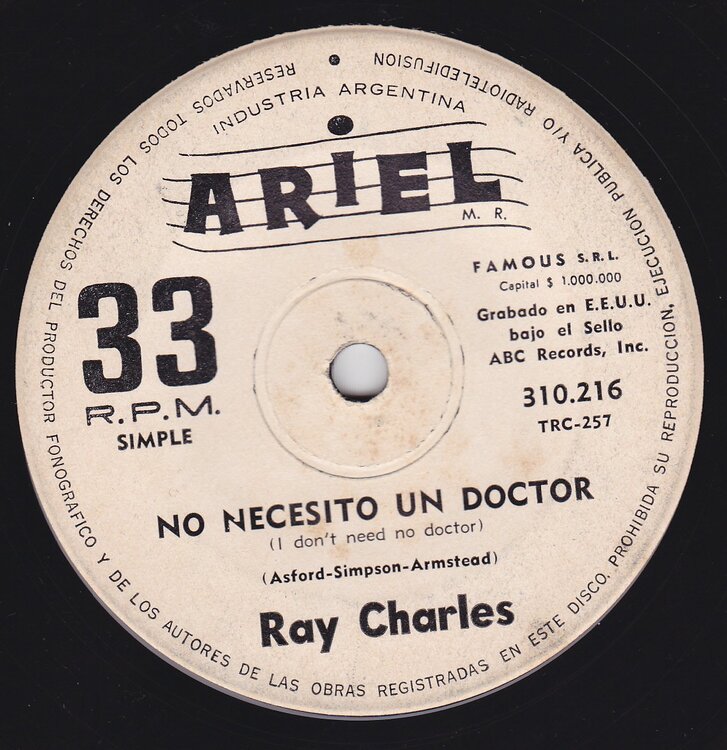 RESERVADOS TODOS LOS DERECHOS DEL PRODUCTOR FONOGRAFICO Y DE LOS AUTORES DE LAS OBRAS REGISTRADAS EN ESTE DISCO. PROHIBIDA SU REPRODUCCION, EJECUCION PUBLICA Y/O RADIOTELEDIFUSION
INDUSTRIA ARGENTINA
ARIEL
M. R.
33
R.P.M.
SIMPLE
FAMOUS S.R.L.
Capital $ 1.000.000
Grabado en E.E.U.U.
bajo el Sello
ABC Records, Inc.
310.216
TRC-257
NO NECESITO UN DOCTOR
(I don't need no doctor)
(Asford-Simpson-Armstead)
Ray Charles